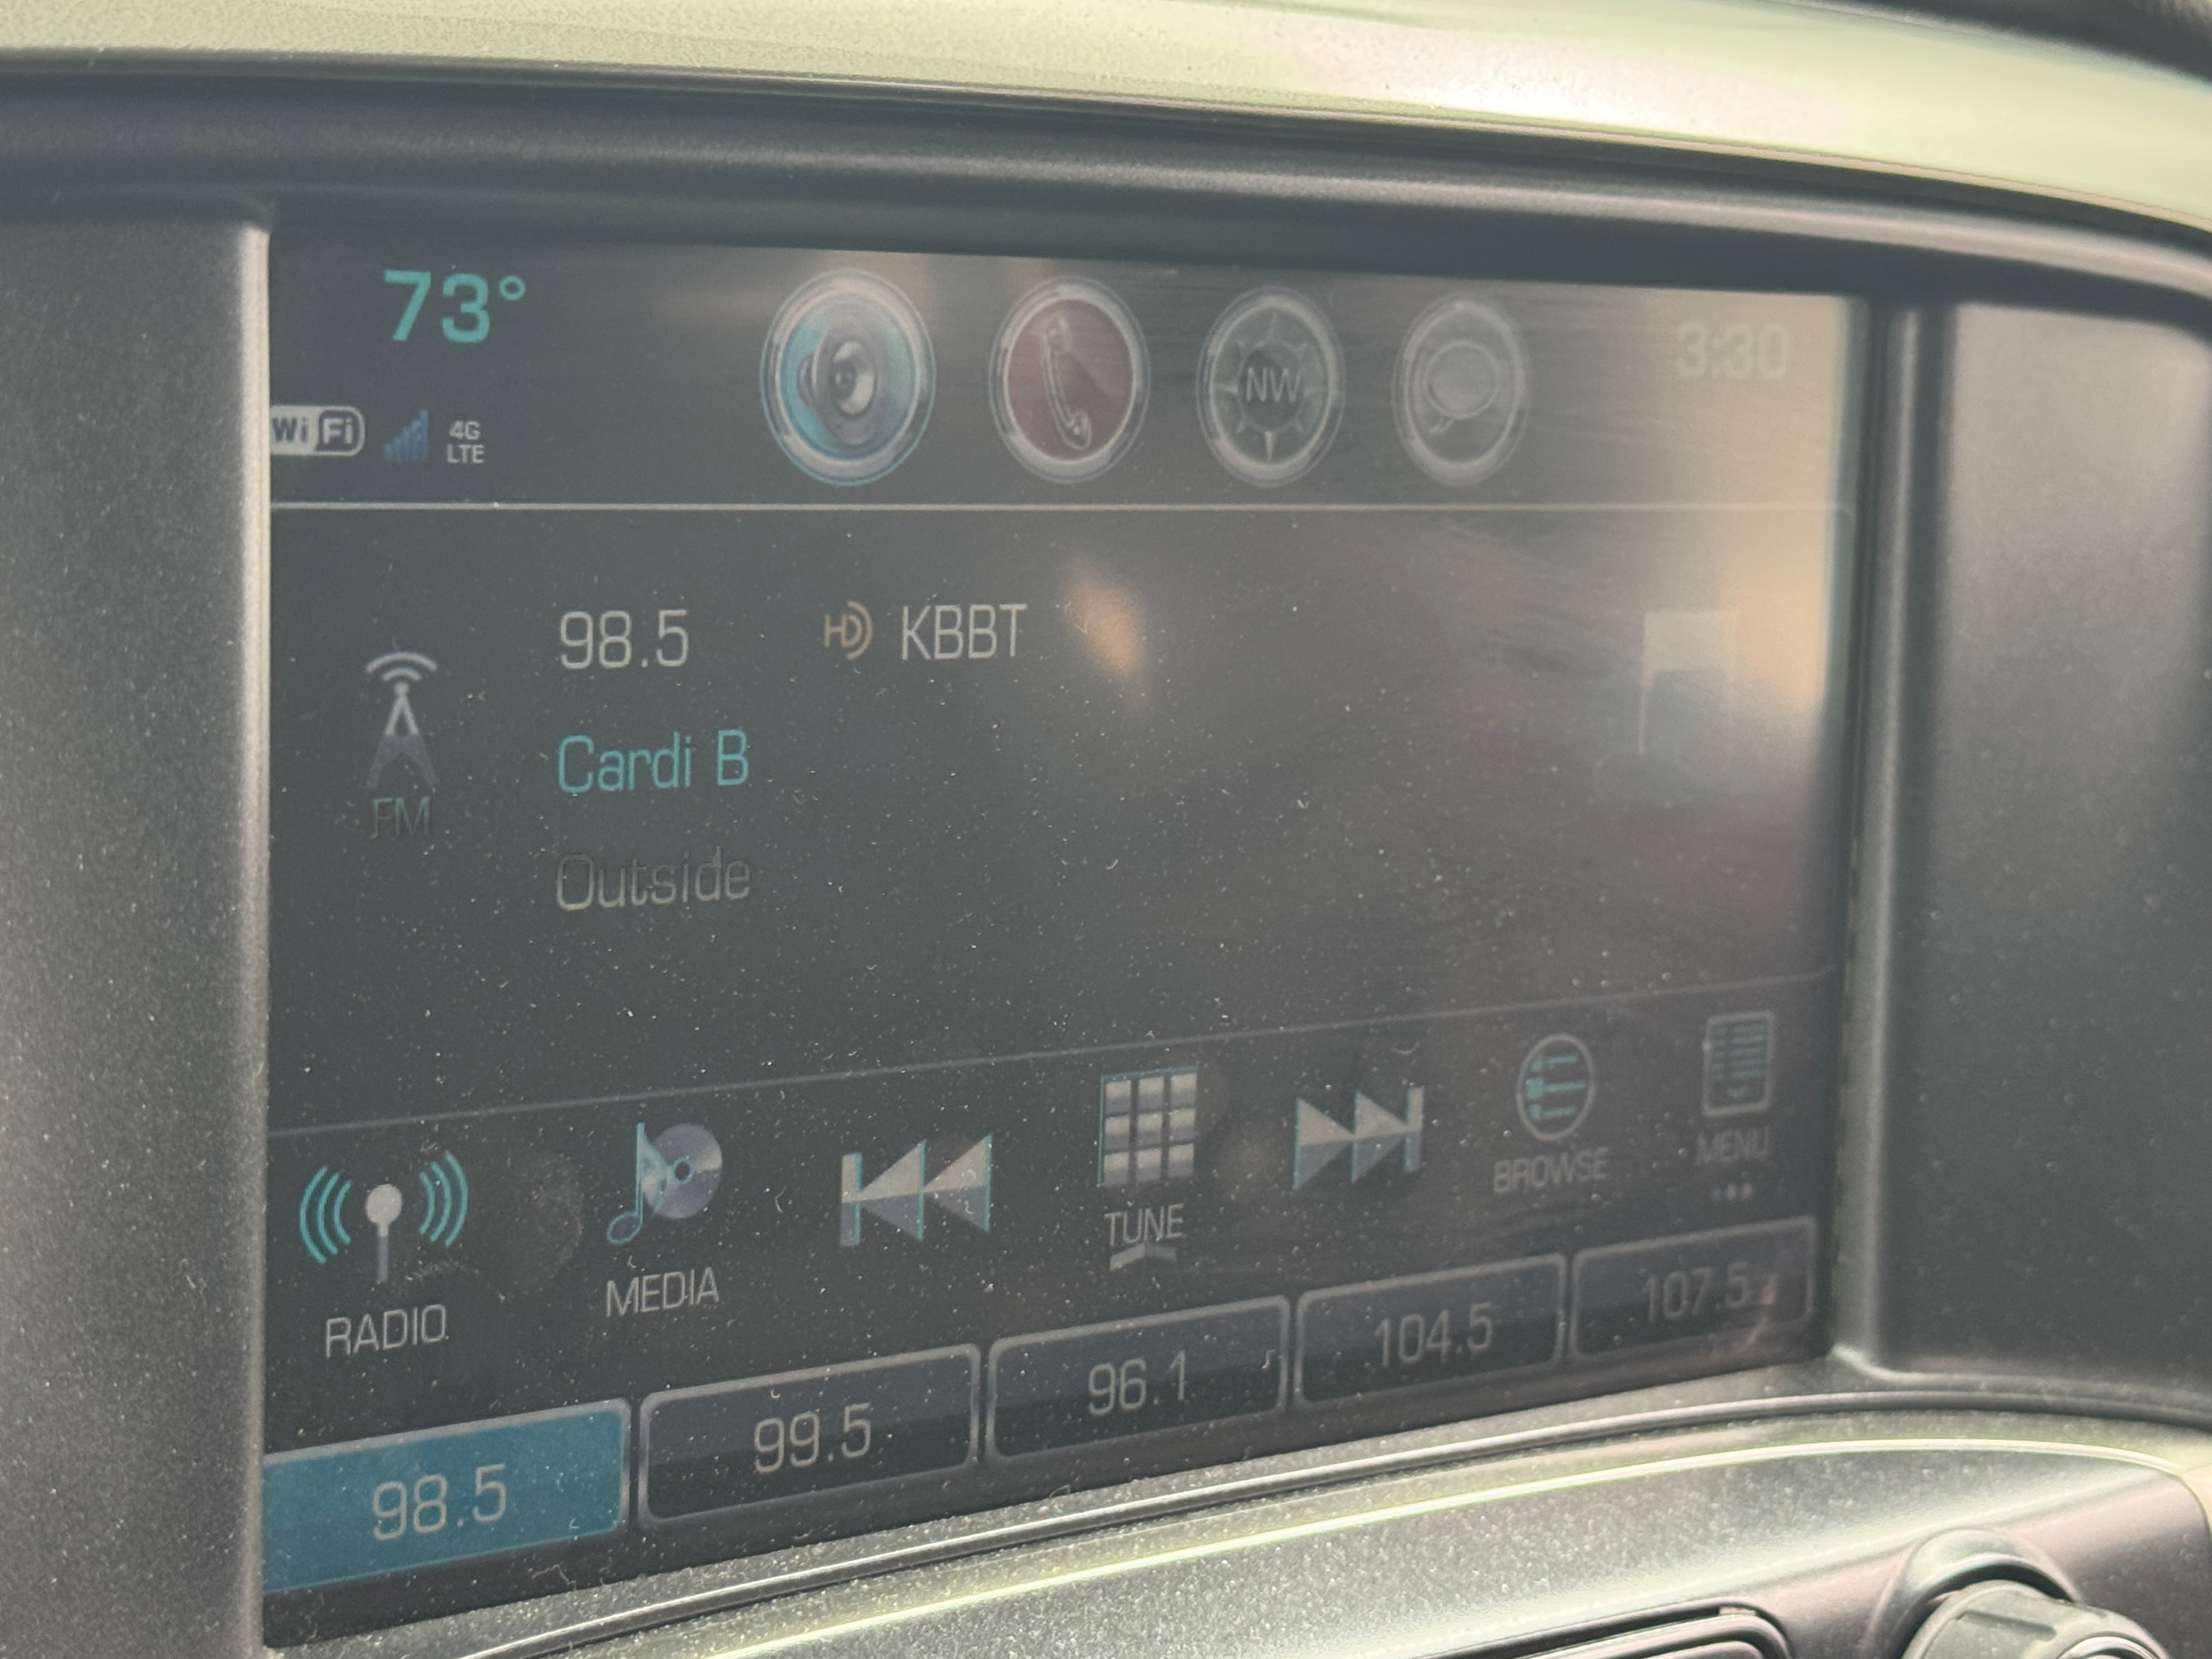 73°
3:30
WiFi 4G LTE
NW
98.5 HD KBBT
Cardi B
FM
Outside
RADIO MEDIA TUNE BROWSE MENU
98.5 99.5 96.1 104.5 107.5